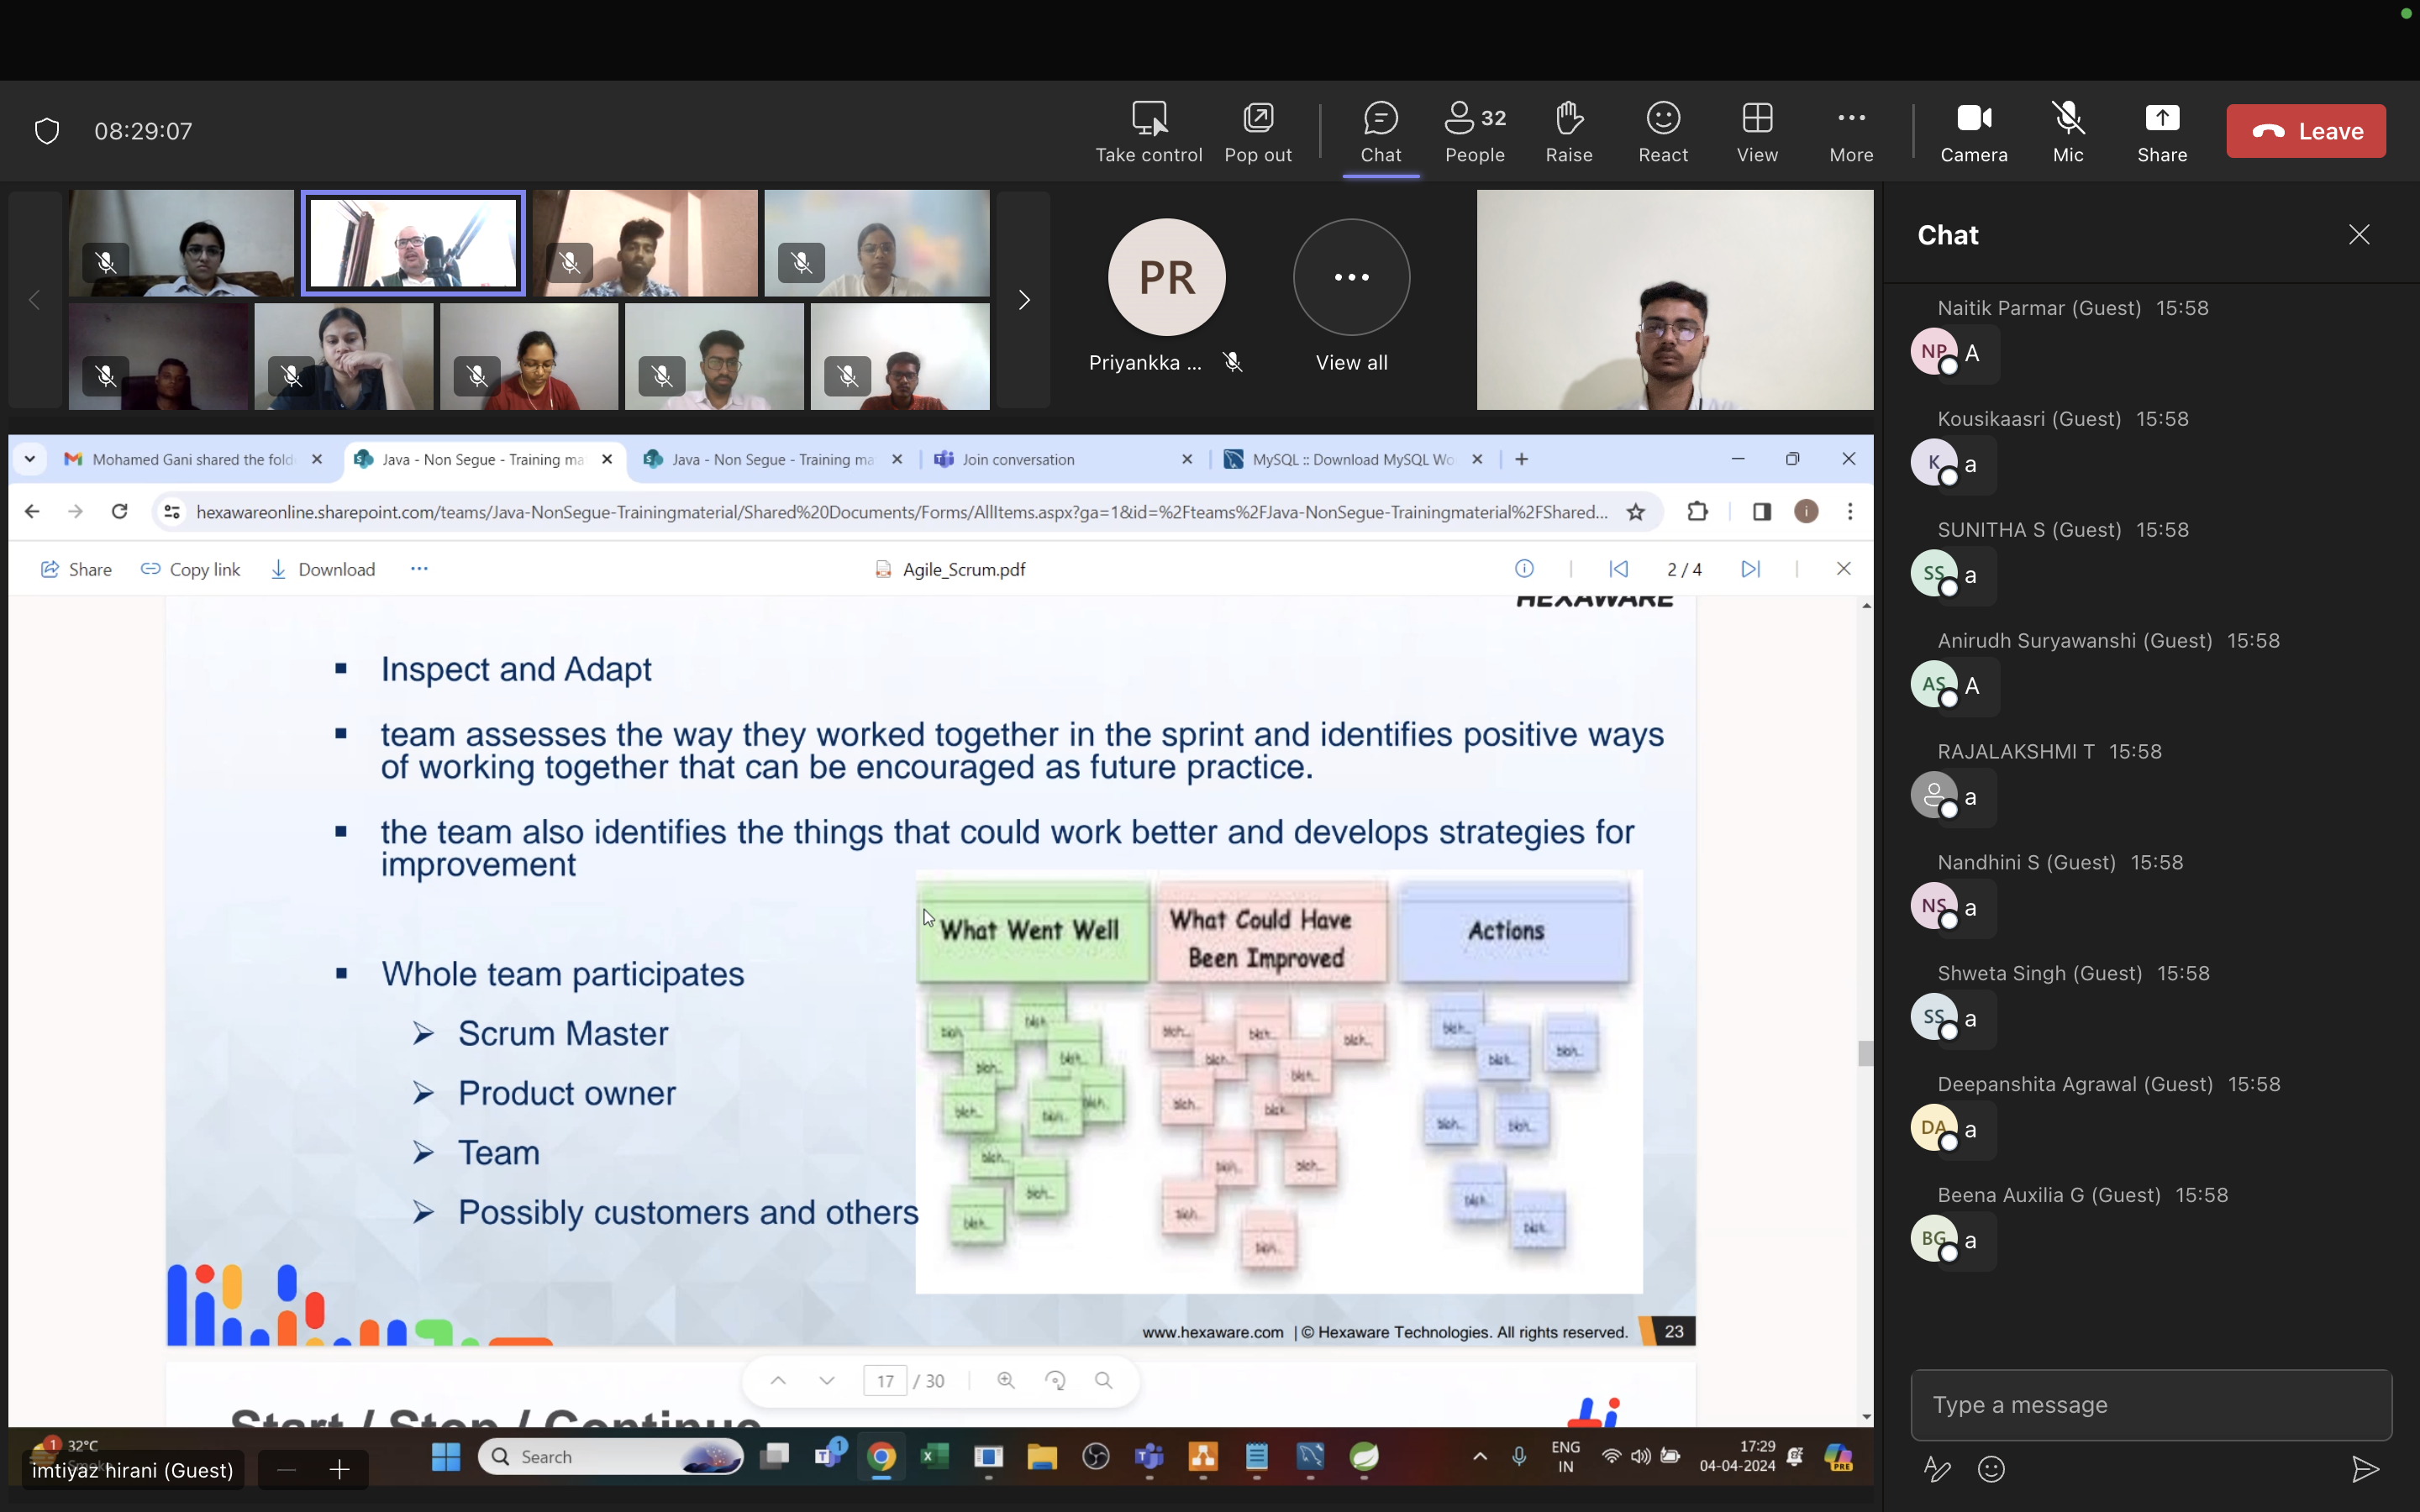 08:29:07
Take control
Pop out
Chat
People
32
Raise
React
View
More
Camera
Mic
Share
Leave
PR
Priyankka ...
View all
Mohamed Gani shared the fold
Java - Non Segue - Training ma
Java - Non Segue - Training ma
Join conversation
MySQL :: Download MySQL Wo
hexawareonline.sharepoint.com/teams/Java-NonSegue-Trainingmaterial/Shared%20Documents/Forms/AllItems.aspx?ga=1&id=%2Fteams%2FJava-NonSegue-Trainingmaterial%2FShared...
i
Share
Copy link
Download
...
Agile_Scrum.pdf
2 / 4
HEXAWARE
▪ Inspect and Adapt
▪ team assesses the way they worked together in the sprint and identifies positive ways
of working together that can be encouraged as future practice.
▪ the team also identifies the things that could work better and develops strategies for
improvement
▪ Whole team participates
➢ Scrum Master
➢ Product owner
➢ Team
➢ Possibly customers and others
What Went Well
What Could Have
Been Improved
Actions
www.hexaware.com | © Hexaware Technologies. All rights reserved.
23
17 / 30
Start / Stop / Continue
1
32°C
imtiyaz hirani (Guest)
Search
1
ENG
IN
17:29
04-04-2024
PRE
Chat
Naitik Parmar (Guest) 15:58
NP
A
Kousikaasri (Guest) 15:58
K
a
SUNITHA S (Guest) 15:58
SS
a
Anirudh Suryawanshi (Guest) 15:58
AS
A
RAJALAKSHMI T 15:58
a
Nandhini S (Guest) 15:58
NS
a
Shweta Singh (Guest) 15:58
SS
a
Deepanshita Agrawal (Guest) 15:58
DA
a
Beena Auxilia G (Guest) 15:58
BG
a
Type a message